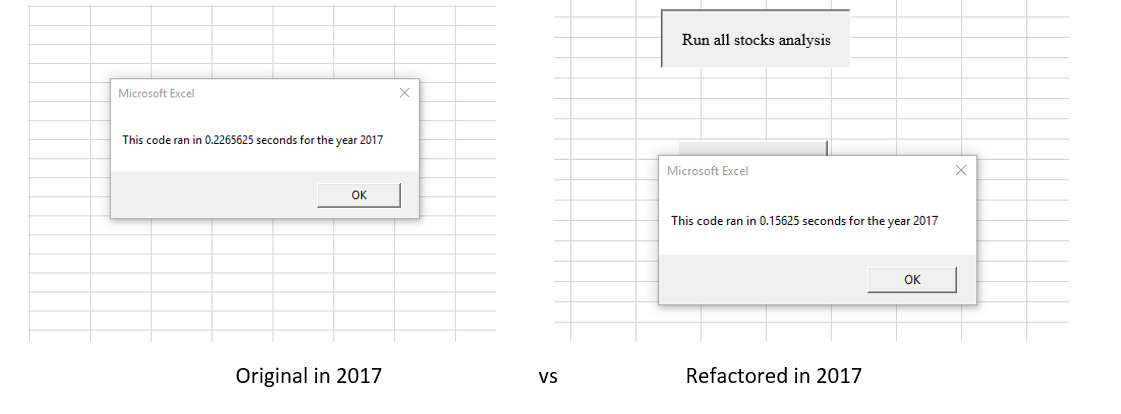 Microsoft Excel
This code ran in 0.2265625 seconds for the year 2017
OK
Run all stocks analysis
Microsoft Excel
This code ran in 0.15625 seconds for the year 2017
OK
Original in 2017 vs Refactored in 2017